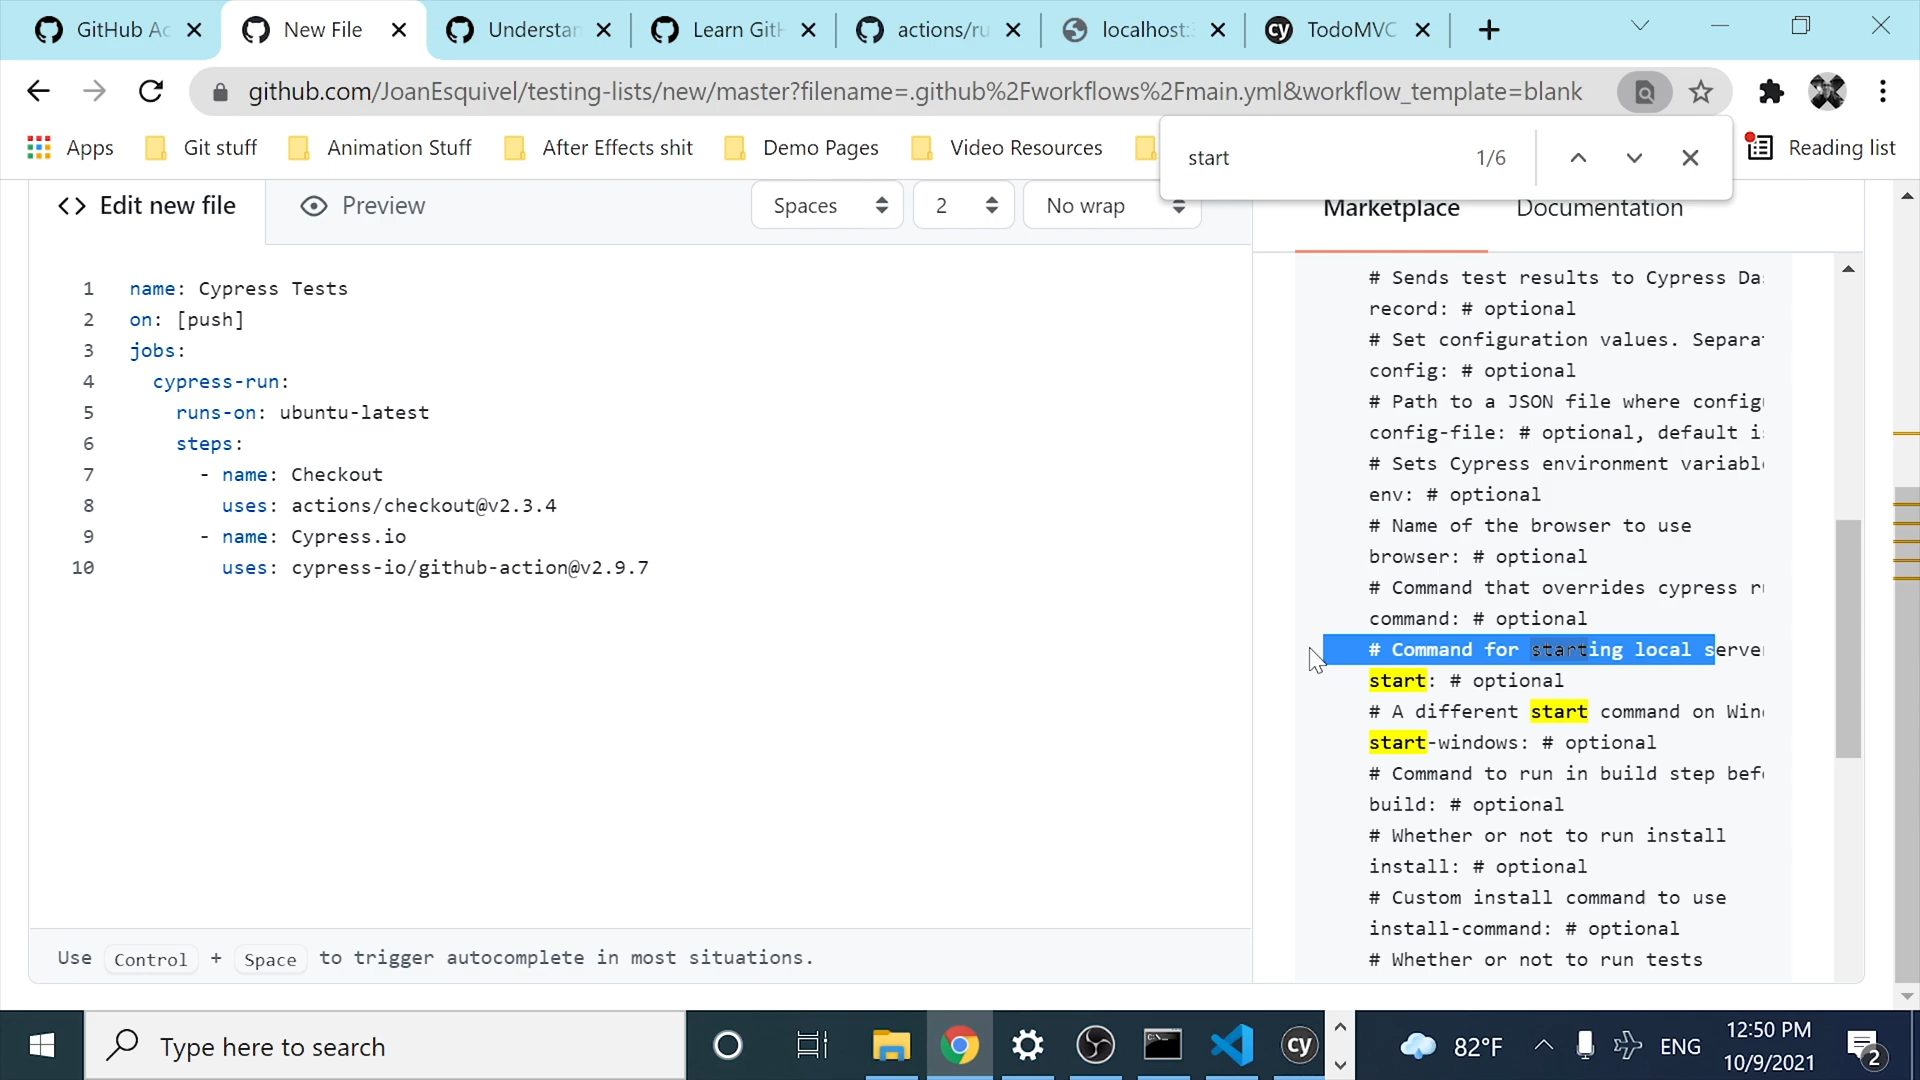 GitHub Ac
New File
Understan
Learn GitH
actions/ru
localhost:
TodoMVC
github.com/JoanEsquivel/testing-lists/new/master?filename=.github%2Fworkflows%2Fmain.yml&workflow_template=blank
Apps
Git stuff
Animation Stuff
After Effects shit
Demo Pages
Video Resources
Reading list
start
1/6
Edit new file
Preview
Spaces
2
No wrap
Marketplace
Documentation
1 name: Cypress Tests
2 on: [push]
3 jobs:
4 cypress-run:
5 runs-on: ubuntu-latest
6 steps:
7 - name: Checkout
8 uses: actions/checkout@v2.3.4
9 - name: Cypress.io
10 uses: cypress-io/github-action@v2.9.7
# Sends test results to Cypress Da
record: # optional
# Set configuration values. Separat
config: # optional
# Path to a JSON file where config
config-file: # optional, default i
# Sets Cypress environment variabl
env: # optional
# Name of the browser to use
browser: # optional
# Command that overrides cypress r
command: # optional
# Command for starting local serve
start: # optional
# A different start command on Win
start-windows: # optional
# Command to run in build step bef
build: # optional
# Whether or not to run install
install: # optional
# Custom install command to use
install-command: # optional
# Whether or not to run tests
Use Control + Space to trigger autocomplete in most situations.
Type here to search
cy
82°F
ENG
12:50 PM
10/9/2021
2